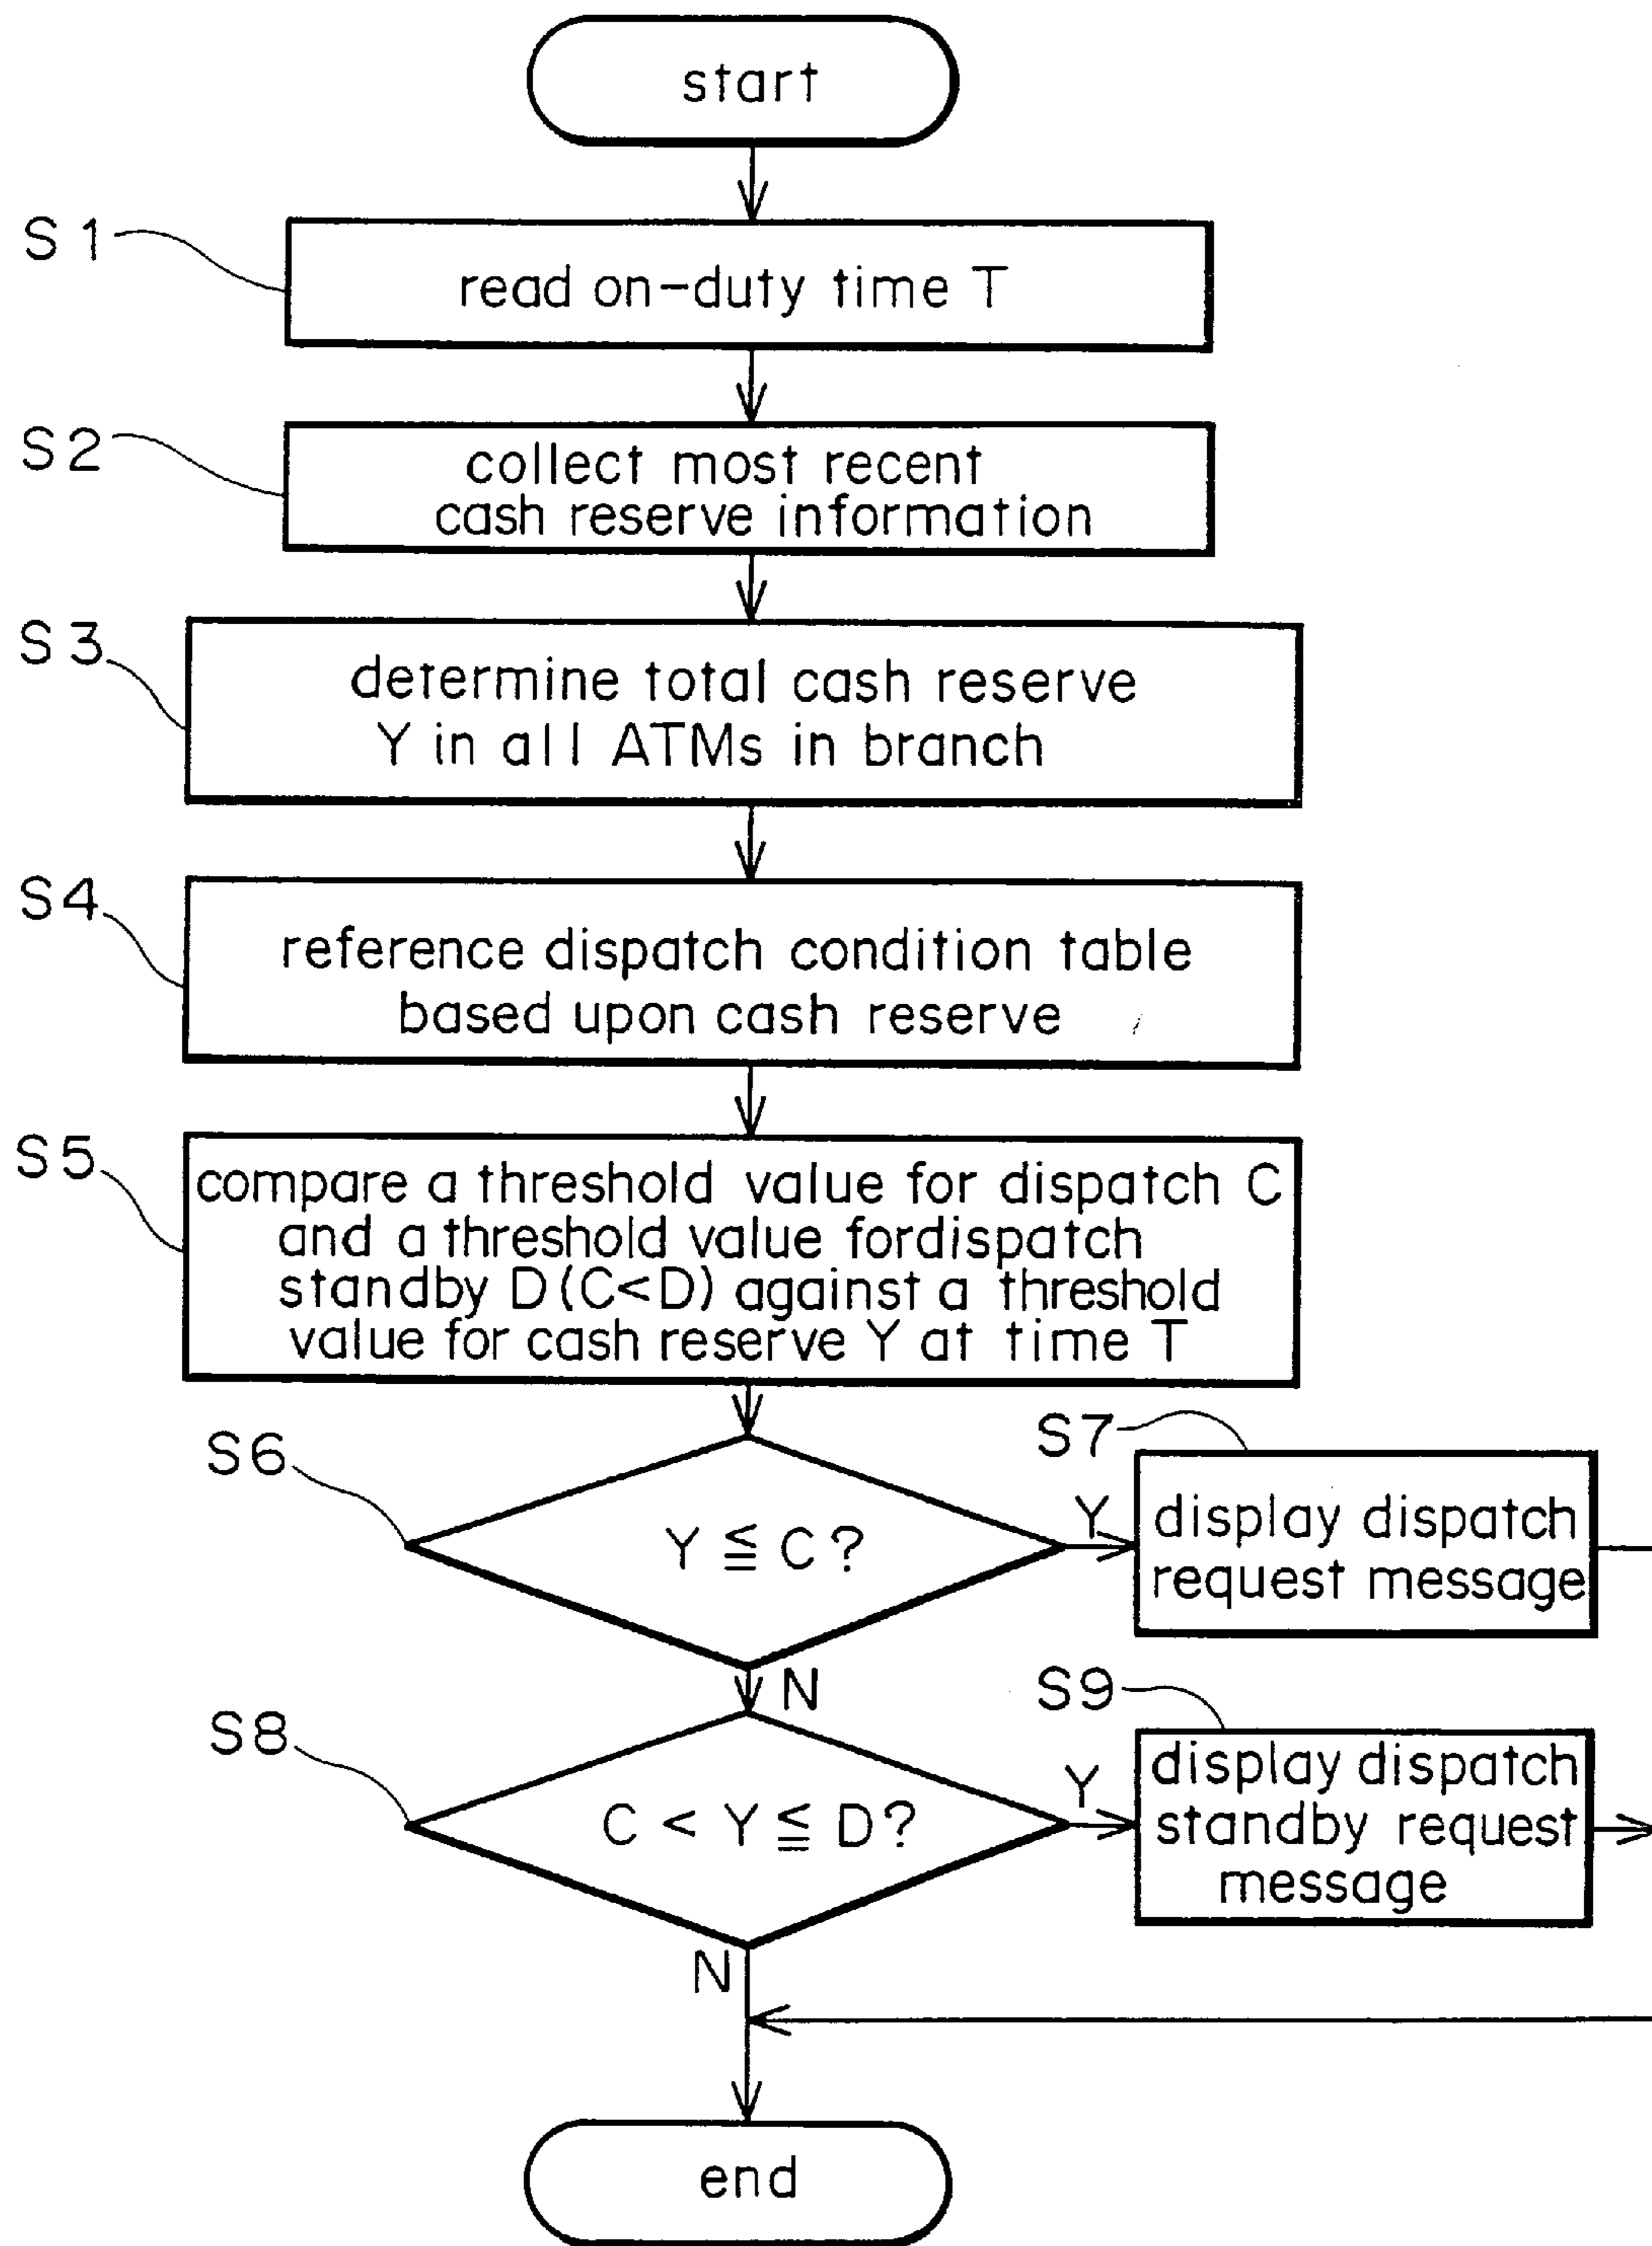 start
S1
read on-duty time T
S2
collect most recent
cash reserve information
S3
determine total cash reserve
Y in all ATMs in branch
S4
reference dispatch condition table
based upon cash reserve
S5
compare a threshold value for dispatch C
and a threshold value fordispatch
standby D(C<D) against a threshold
value for cash reserve Y at time T
S6
Y ≦ C?
Y
S7
display dispatch
request message
N
S8
C < Y ≦ D?
Y
S9
display dispatch
standby request
message
N
end